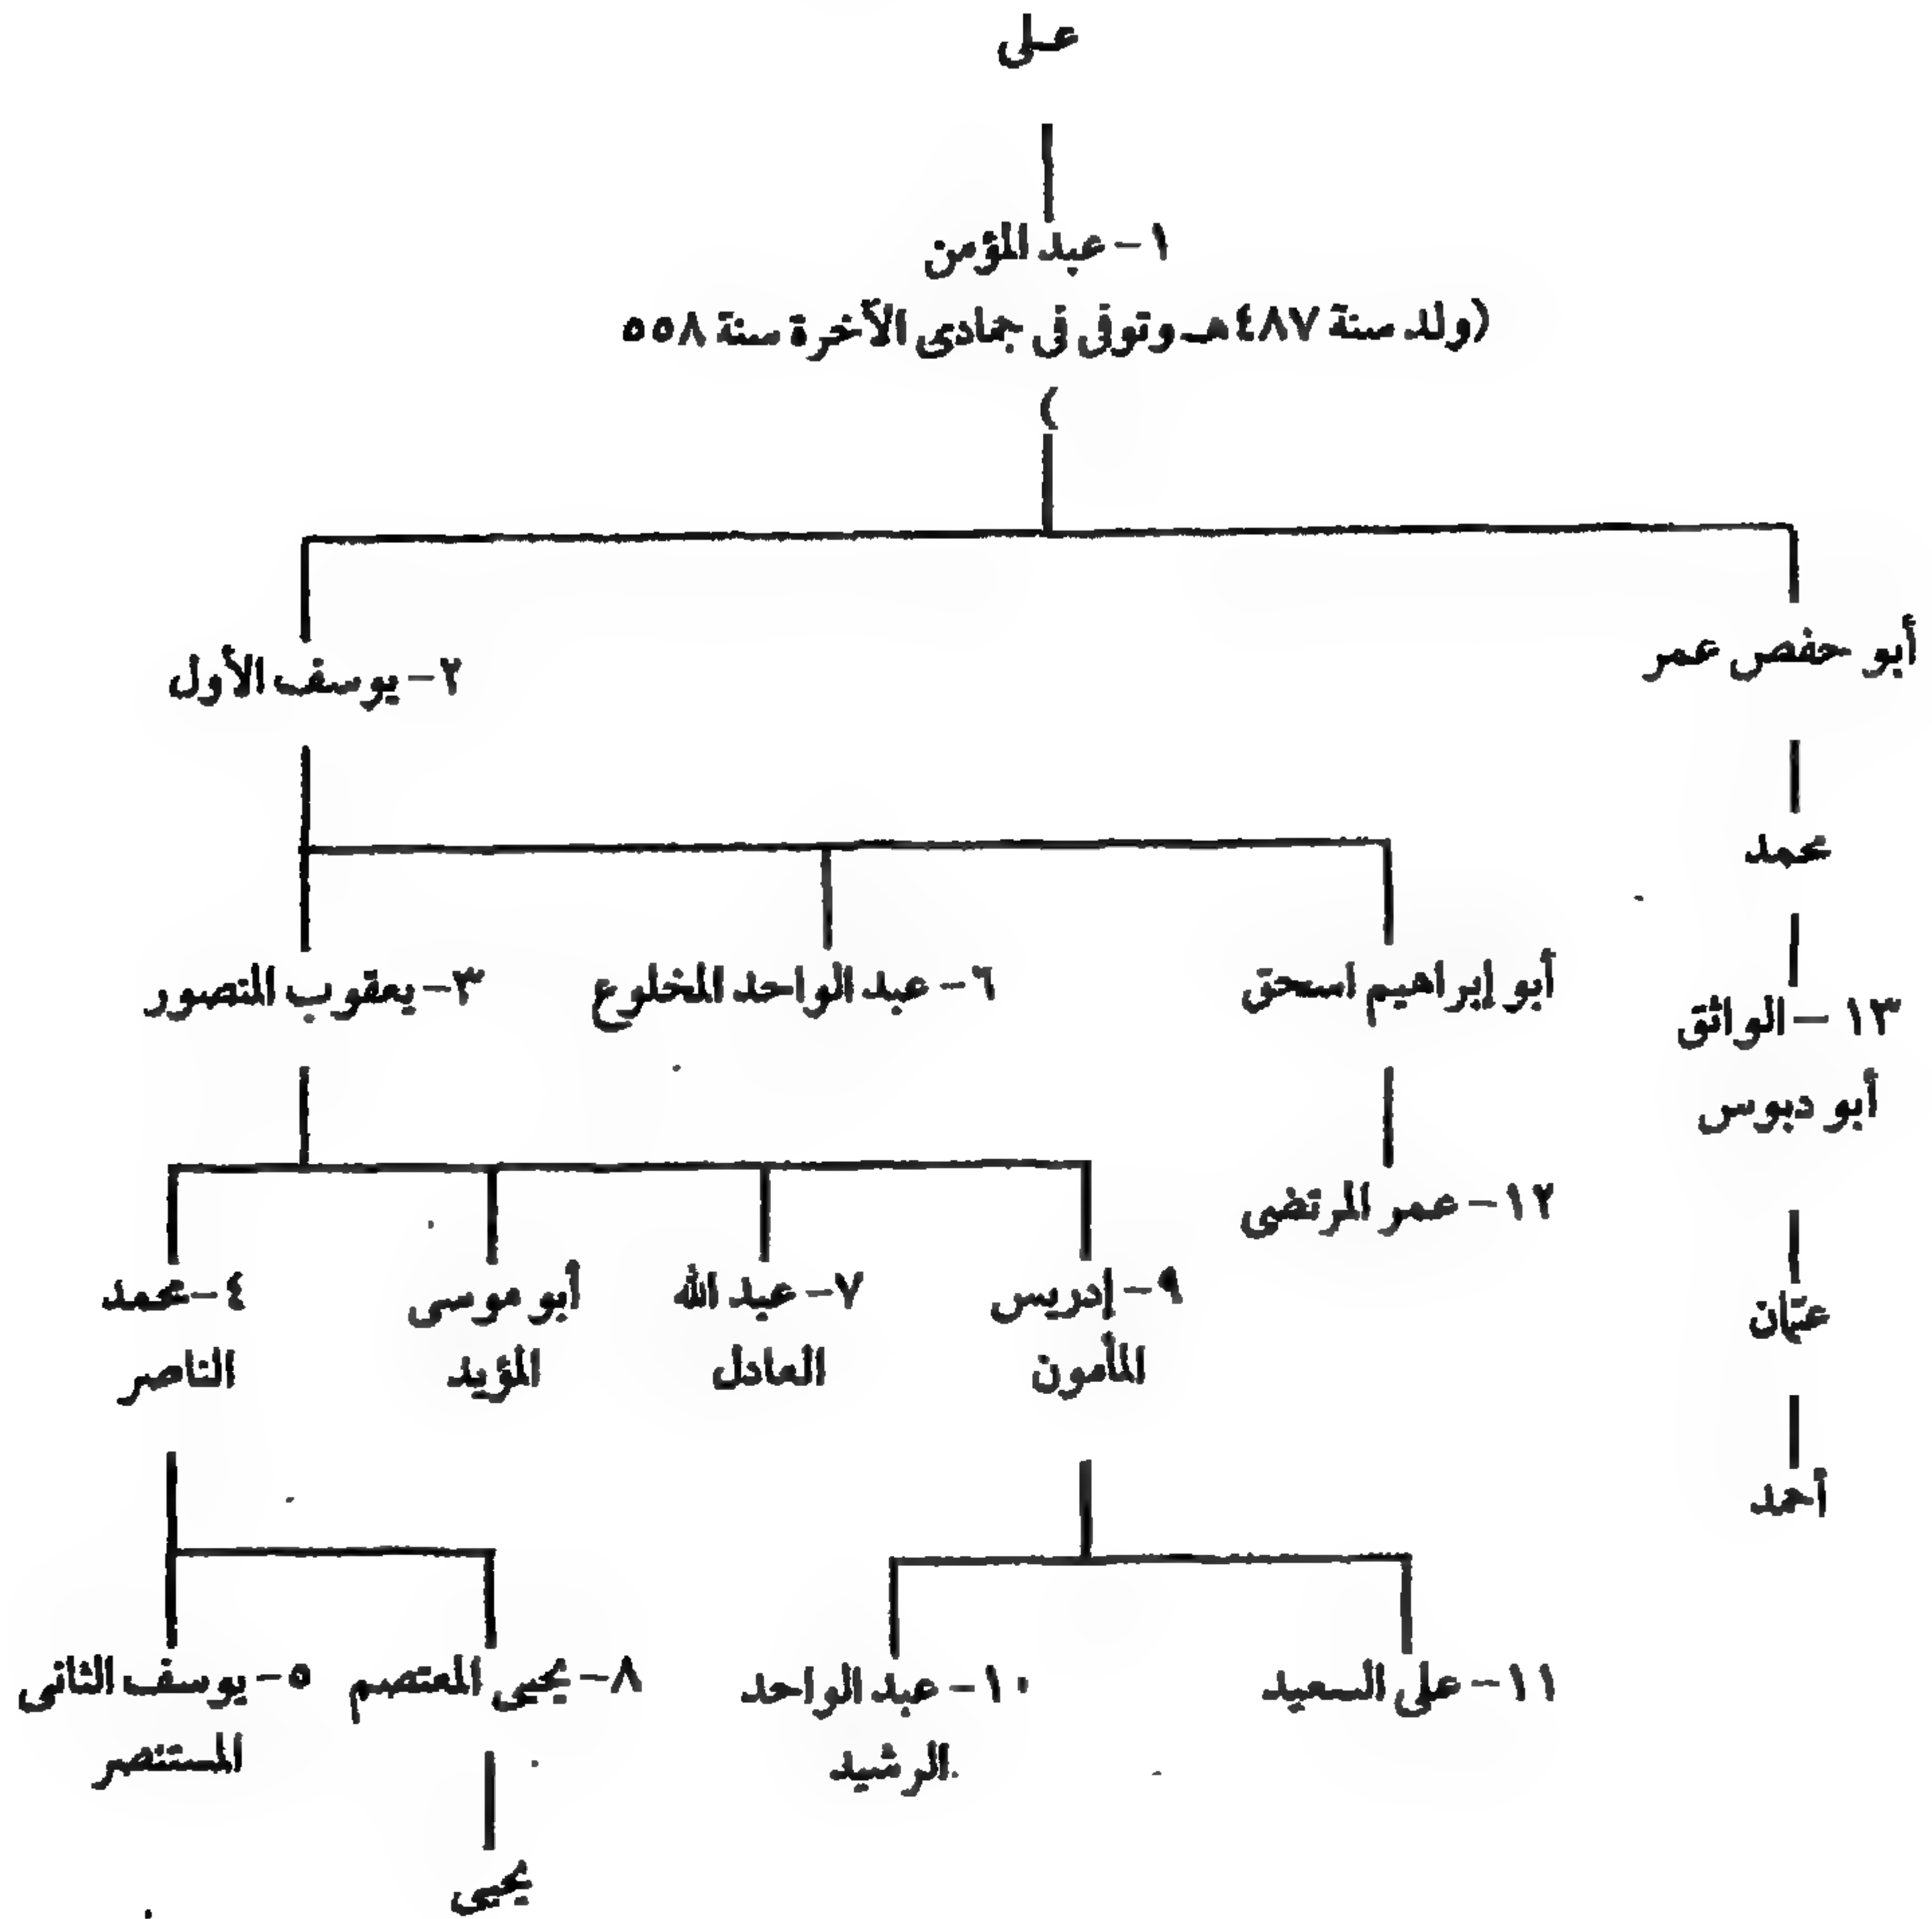 على
١- عبد المؤمن
(ولد سنة ٤٨٧ هـ وتوفى فى جمادى الآخرة سنة ٥٥٨
)
أبو حفص عمر
٢- يوسف الأول
محمد
أبو إبراهيم اسحق
٦- عبد الواحد المخلوع
٣- يعقوب المنصور
١٣- الواثق
أبو دبوس
١٢- عمر المرتضى
عثمان
٩- إدريس
المأمون
٧- عبد الله
العادل
أبو موسى
المؤيد
٤- محمد
الناصر
أحمد
١١- على السعيد
١٠- عبد الواحد
الرشيد
٨- يحيى المعتصم
٥- يوسف الثانى
المستنصر
يحيى